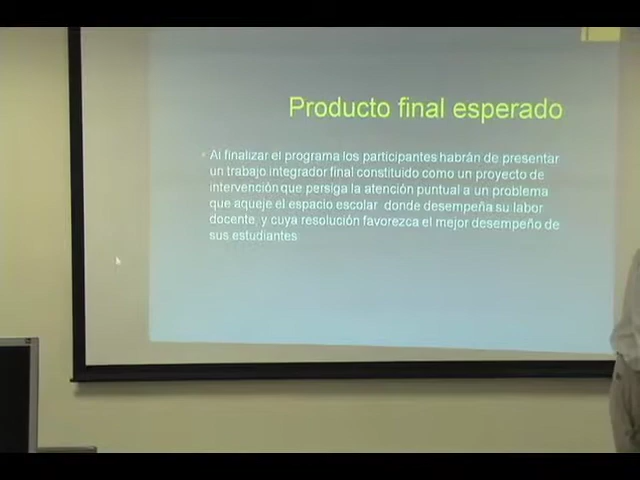 Producto final esperado
Al finalizar el programa los participantes habrán de presentar
un trabajo integrador final constituido como un proyecto de
intervención que persiga la atención puntual a un problema
que aqueje el espacio escolar donde desempeña su labor
docente, y cuya resolución favorezca el mejor desempeño de
sus estudiantes